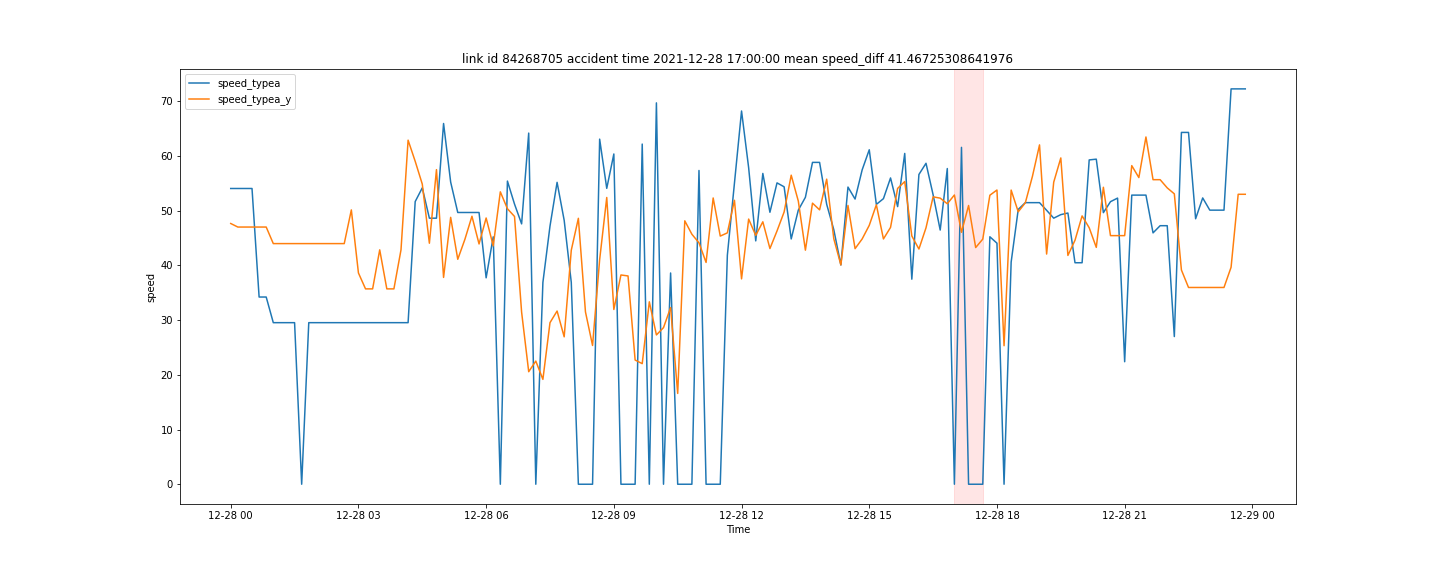 link id 84268705 accident time 2021-12-28 17:00:00 mean speed_diff 41.46725308641976
speed_typea
speed_typea_y
70
60
50
40
30
20
10
0
speed
12-28 00 12-28 03 12-28 06 12-28 09 12-28 12 12-28 15 12-28 18 12-28 21 12-29 00
Time